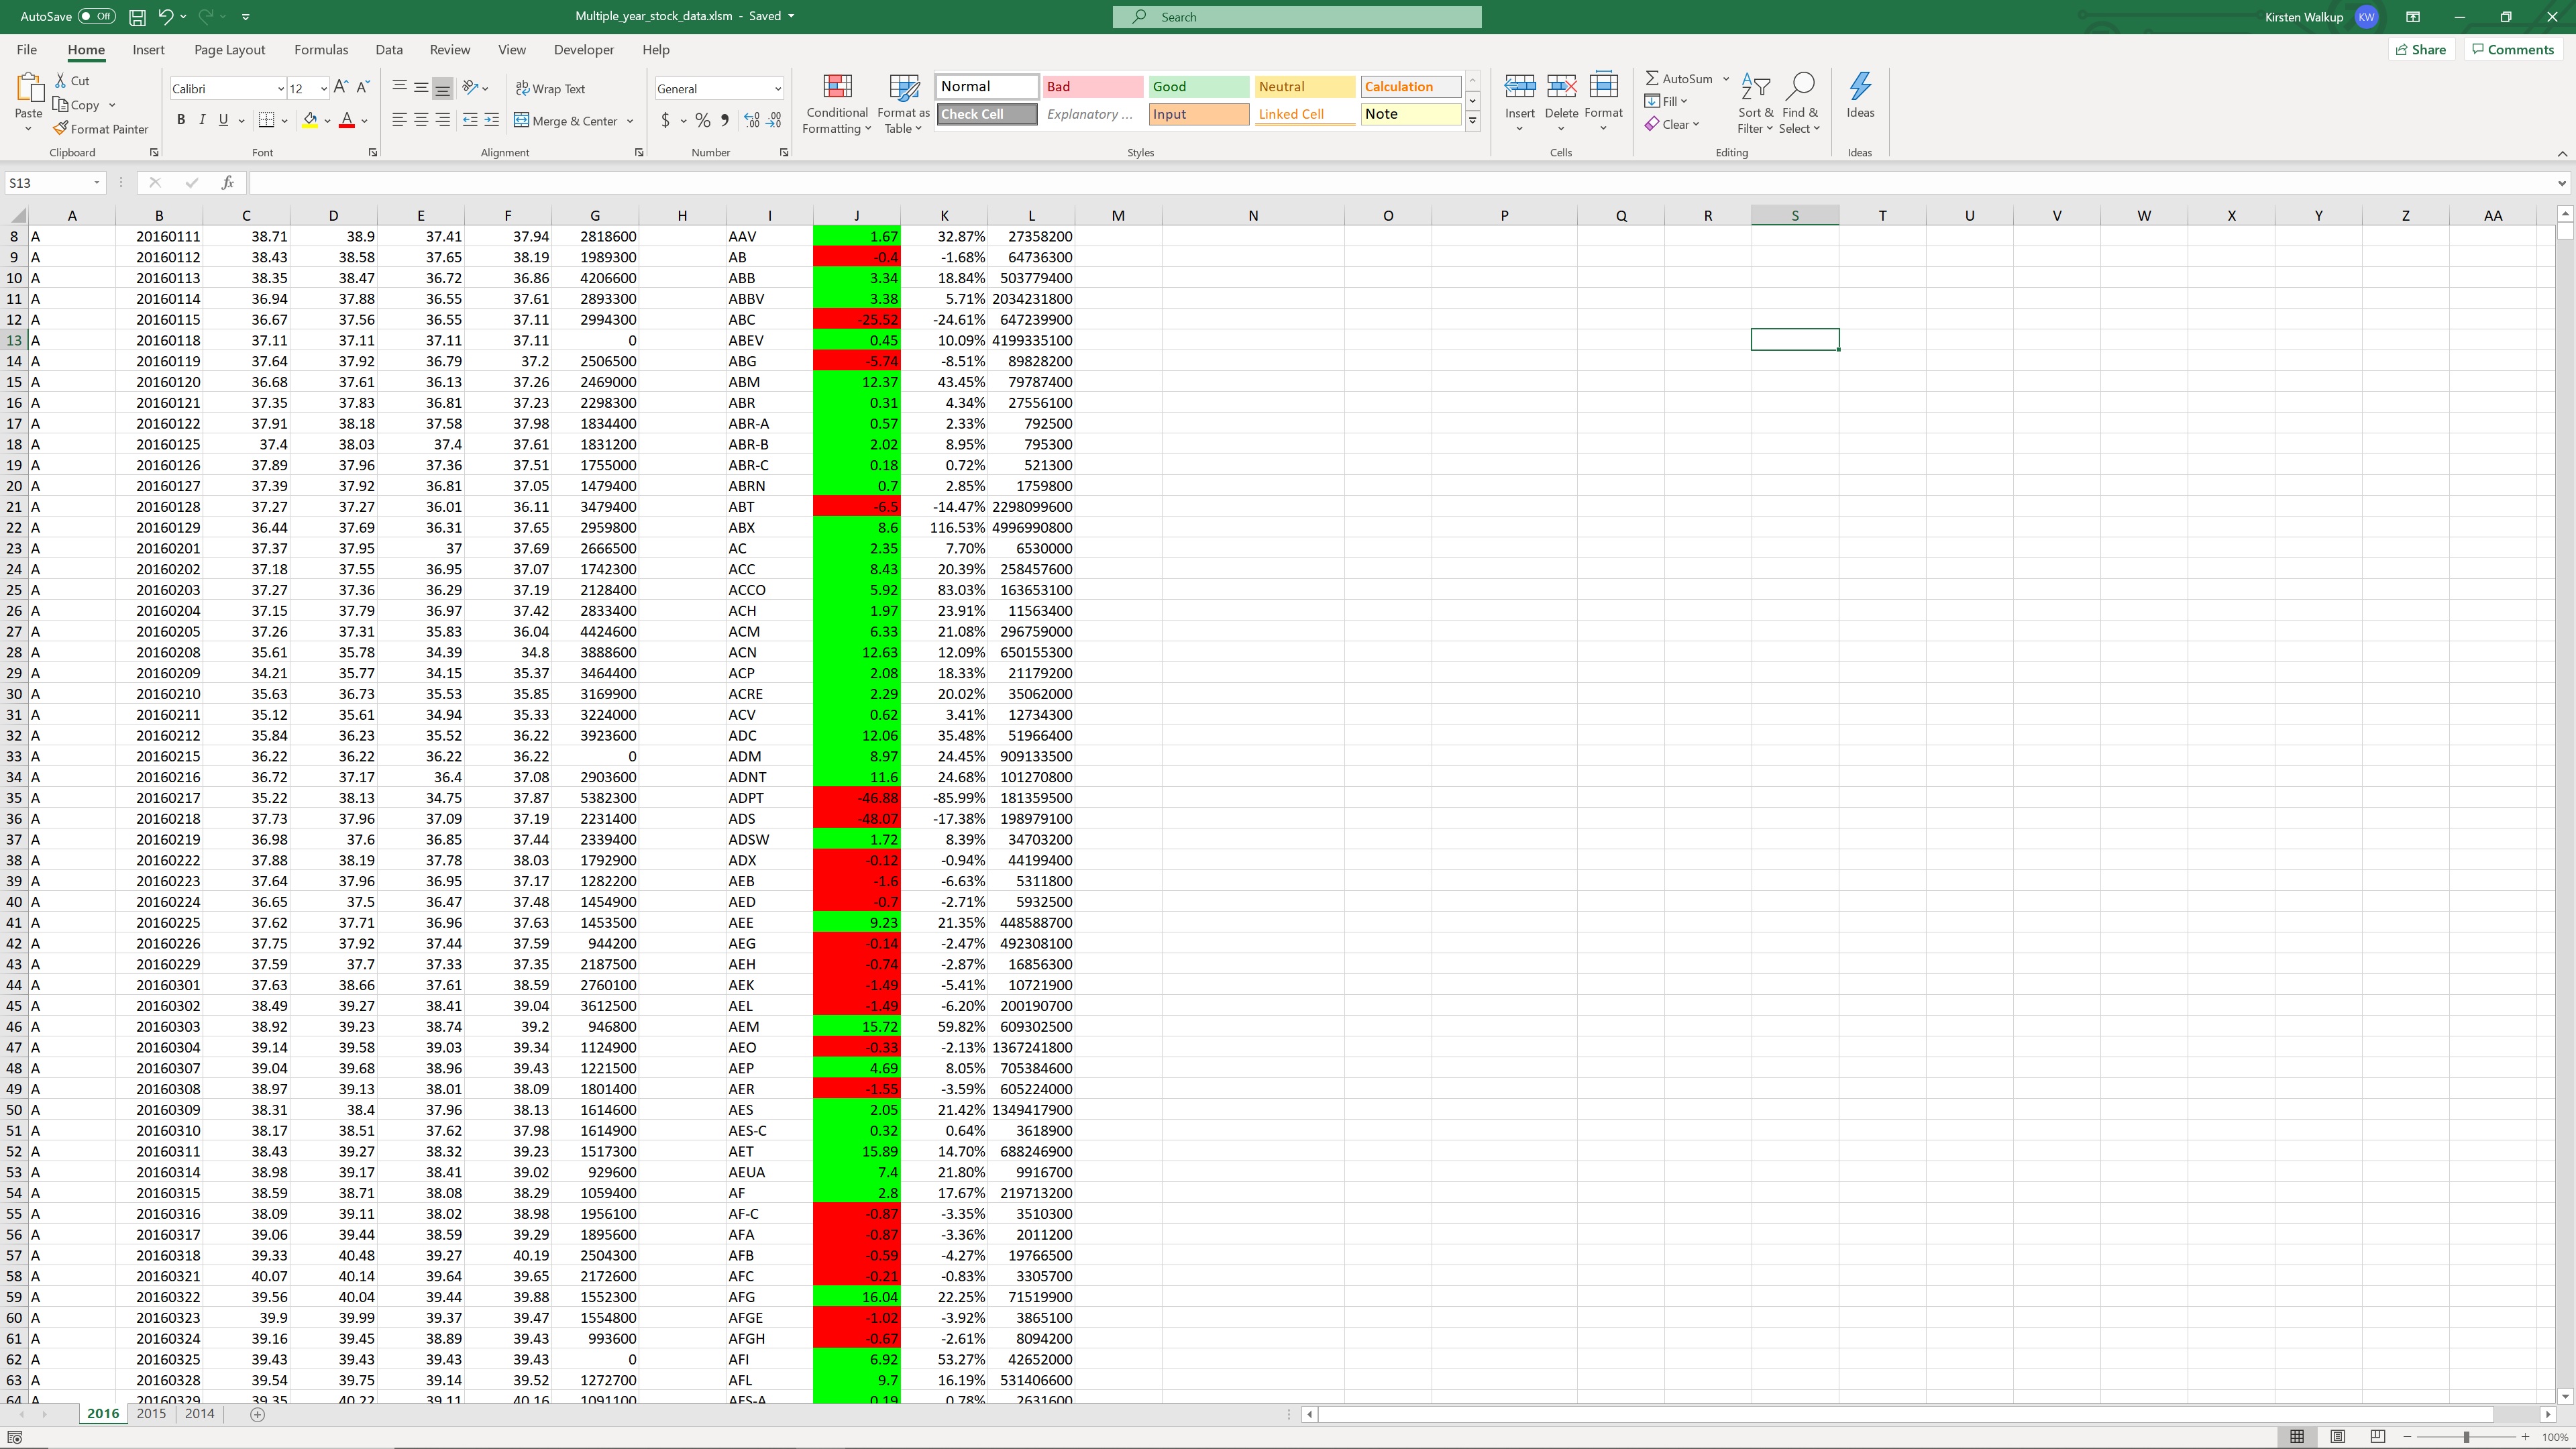 AutoSave Off Multiple_year_stock_data.xlsm - Saved Search Kirsten Walkup KW
File Home Insert Page Layout Formulas Data Review View Developer Help Share Comments
Paste Cut Copy Format Painter Clipboard
Calibri 12 A A B I U A Font
Wrap Text Merge & Center Alignment
General $ % 9 .00 .00 Number
Conditional Formatting Format as Table
Normal Bad Good Neutral Calculation
Check Cell Explanatory ... Input Linked Cell Note
Styles
Insert Delete Format Cells
AutoSum Fill Clear Sort & Filter Find & Select Editing
Ideas Ideas
S13 fx
A B C D E F G H I J K L M N O P Q R S T U V W X Y Z AA
8 A 20160111 38.71 38.9 37.41 37.94 2818600 AAV 1.67 32.87% 27358200
9 A 20160112 38.43 38.58 37.65 38.19 1989300 AB -0.4 -1.68% 64736300
10 A 20160113 38.35 38.47 36.72 36.86 4206600 ABB 3.34 18.84% 503779400
11 A 20160114 36.94 37.88 36.55 37.61 2893300 ABBV 3.38 5.71% 2034231800
12 A 20160115 36.67 37.56 36.55 37.11 2994300 ABC -25.52 -24.61% 647239900
13 A 20160118 37.11 37.11 37.11 37.11 0 ABEV 0.45 10.09% 4199335100
14 A 20160119 37.64 37.92 36.79 37.2 2506500 ABG -5.74 -8.51% 89828200
15 A 20160120 36.68 37.61 36.13 37.26 2469000 ABM 12.37 43.45% 79787400
16 A 20160121 37.35 37.83 36.81 37.23 2298300 ABR 0.31 4.34% 27556100
17 A 20160122 37.91 38.18 37.58 37.98 1834400 ABR-A 0.57 2.33% 792500
18 A 20160125 37.4 38.03 37.4 37.61 1831200 ABR-B 2.02 8.95% 795300
19 A 20160126 37.89 37.96 37.36 37.51 1755000 ABR-C 0.18 0.72% 521300
20 A 20160127 37.39 37.92 36.81 37.05 1479400 ABRN 0.7 2.85% 1759800
21 A 20160128 37.27 37.27 36.01 36.11 3479400 ABT -6.5 -14.47% 2298099600
22 A 20160129 36.44 37.69 36.31 37.65 2959800 ABX 8.6 116.53% 4996990800
23 A 20160201 37.37 37.95 37 37.69 2666500 AC 2.35 7.70% 6530000
24 A 20160202 37.18 37.55 36.95 37.07 1742300 ACC 8.43 20.39% 258457600
25 A 20160203 37.27 37.36 36.29 37.19 2128400 ACCO 5.92 83.03% 163653100
26 A 20160204 37.15 37.79 36.97 37.42 2833400 ACH 1.97 23.91% 11563400
27 A 20160205 37.26 37.31 35.83 36.04 4424600 ACM 6.33 21.08% 296759000
28 A 20160208 35.61 35.78 34.39 34.8 3888600 ACN 12.63 12.09% 650155300
29 A 20160209 34.21 35.77 34.15 35.37 3464400 ACP 2.08 18.33% 21179200
30 A 20160210 35.63 36.73 35.53 35.85 3169900 ACRE 2.29 20.02% 35062000
31 A 20160211 35.12 35.61 34.94 35.33 3224000 ACV 0.62 3.41% 12734300
32 A 20160212 35.84 36.23 35.52 36.22 3923600 ADC 12.06 35.48% 51966400
33 A 20160215 36.22 36.22 36.22 36.22 0 ADM 8.97 24.45% 909133500
34 A 20160216 36.72 37.17 36.4 37.08 2903600 ADNT 11.6 24.68% 101270800
35 A 20160217 35.22 38.13 34.75 37.87 5382300 ADPT -46.88 -85.99% 181359500
36 A 20160218 37.73 37.96 37.09 37.19 2231400 ADS -48.07 -17.38% 198979100
37 A 20160219 36.98 37.6 36.85 37.44 2339400 ADSW 1.72 8.39% 34703200
38 A 20160222 37.88 38.19 37.78 38.03 1792900 ADX -0.12 -0.94% 44199400
39 A 20160223 37.64 37.96 36.95 37.17 1282200 AEB -1.6 -6.63% 5311800
40 A 20160224 36.65 37.5 36.47 37.48 1454900 AED -0.7 -2.71% 5932500
41 A 20160225 37.62 37.71 36.96 37.63 1453500 AEE 9.23 21.35% 448588700
42 A 20160226 37.75 37.92 37.44 37.59 944200 AEG -0.14 -2.47% 492308100
43 A 20160229 37.59 37.7 37.33 37.35 2187500 AEH -0.74 -2.87% 16856300
44 A 20160301 37.63 38.66 37.61 38.59 2760100 AEK -1.49 -5.41% 10721900
45 A 20160302 38.49 39.27 38.41 39.04 3612500 AEL -1.49 -6.20% 200190700
46 A 20160303 38.92 39.23 38.74 39.2 946800 AEM 15.72 59.82% 609302500
47 A 20160304 39.14 39.58 39.03 39.34 1124900 AEO -0.33 -2.13% 1367241800
48 A 20160307 39.04 39.68 38.96 39.43 1221500 AEP 4.69 8.05% 705384600
49 A 20160308 38.97 39.13 38.01 38.09 1801400 AER -1.55 -3.59% 605224000
50 A 20160309 38.31 38.4 37.96 38.13 1614600 AES 2.05 21.42% 1349417900
51 A 20160310 38.17 38.51 37.62 37.98 1614900 AES-C 0.32 0.64% 3618900
52 A 20160311 38.43 39.27 38.32 39.23 1517300 AET 15.89 14.70% 688246900
53 A 20160314 38.98 39.17 38.41 39.02 929600 AEUA 7.4 21.80% 9916700
54 A 20160315 38.59 38.71 38.08 38.29 1059400 AF 2.8 17.67% 219713200
55 A 20160316 38.09 39.11 38.02 38.98 1956100 AF-C -0.87 -3.35% 3510300
56 A 20160317 39.06 39.44 38.59 39.29 1895600 AFA -0.87 -3.36% 2011200
57 A 20160318 39.33 40.48 39.27 40.19 2504300 AFB -0.59 -4.27% 19766500
58 A 20160321 40.07 40.14 39.64 39.65 2172600 AFC -0.21 -0.83% 3305700
59 A 20160322 39.56 40.04 39.44 39.88 1552300 AFG 16.04 22.25% 71519900
60 A 20160323 39.9 39.99 39.37 39.47 1554800 AFGE -1.02 -3.92% 3865100
61 A 20160324 39.16 39.45 38.89 39.43 993600 AFGH -0.67 -2.61% 8094200
62 A 20160325 39.43 39.43 39.43 39.43 0 AFI 6.92 53.27% 42652000
63 A 20160328 39.54 39.75 39.14 39.52 1272700 AFL 9.7 16.19% 531406600
64 A 20160329 39.35 40.22 39.11 40.16 1091100 AFS-A 0.19 0.78% 2631600
2016 2015 2014
100%